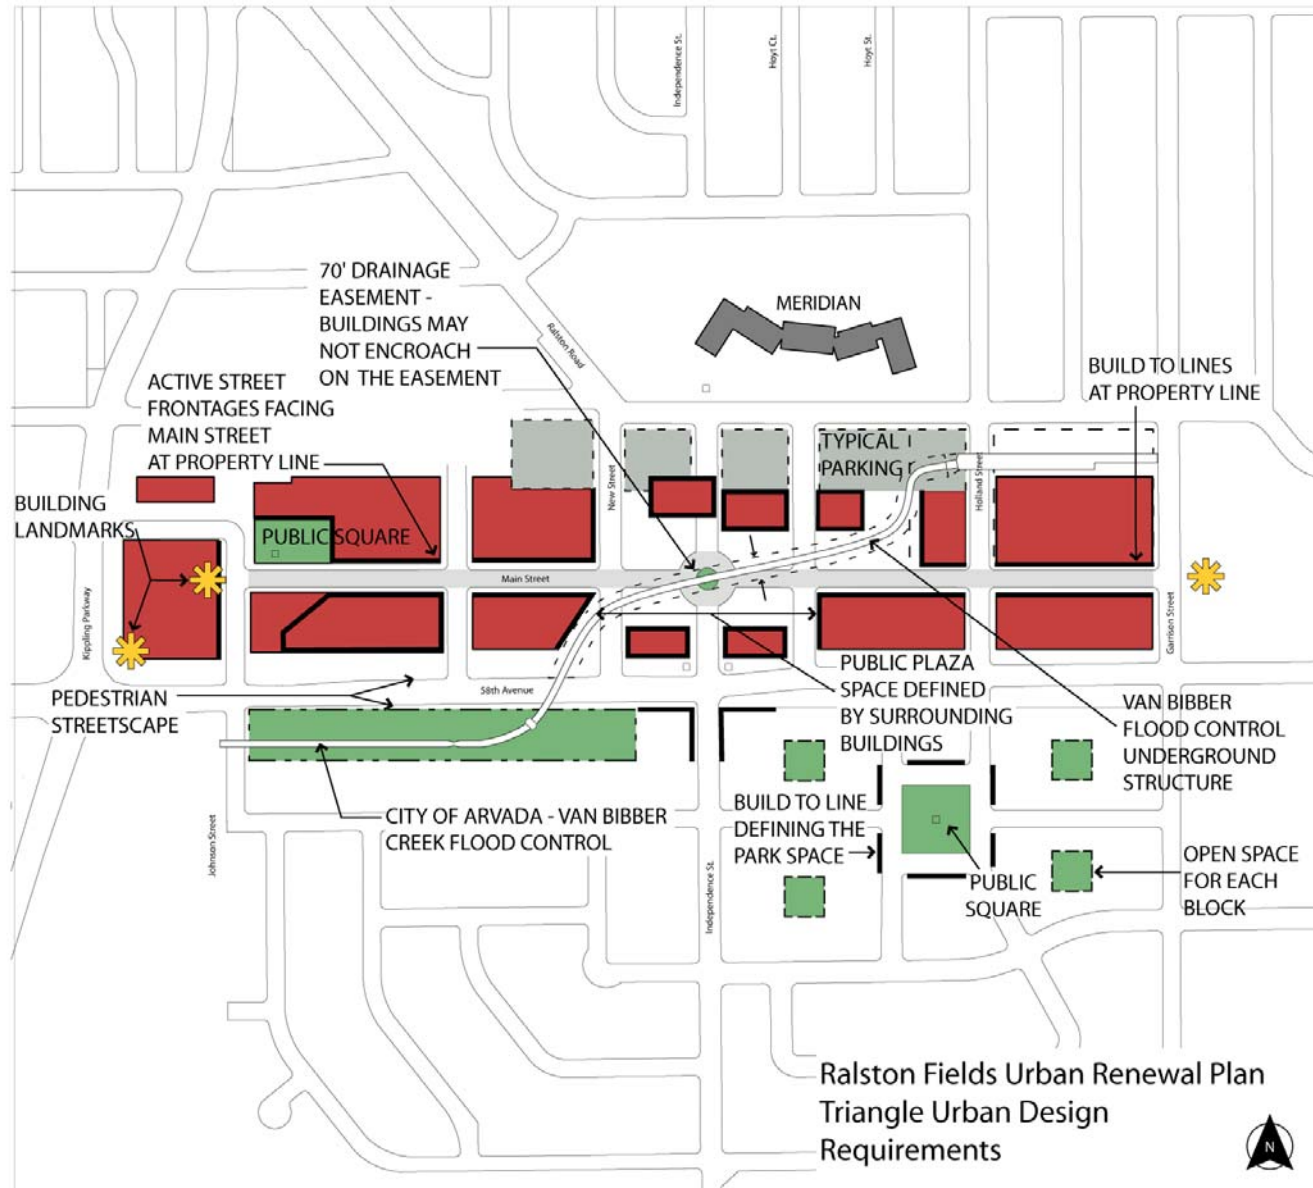 Independence St.
Hoyt Ct.
Hoyt St.
70' DRAINAGE
EASEMENT -
BUILDINGS MAY
NOT ENCROACH
ON THE EASEMENT
Ralston Road
MERIDIAN
BUILD TO LINES
AT PROPERTY LINE
ACTIVE STREET
FRONTAGES FACING
MAIN STREET
AT PROPERTY LINE
TYPICAL
PARKING
New Street
Holland Street
BUILDING
LANDMARKS
PUBLIC SQUARE
Main Street
Kippling Parkway
Garrison Street
PEDESTRIAN
STREETSCAPE
58th Avenue
PUBLIC PLAZA
SPACE DEFINED
BY SURROUNDING
BUILDINGS
VAN BIBBER
FLOOD CONTROL
UNDERGROUND
STRUCTURE
CITY OF ARVADA - VAN BIBBER
CREEK FLOOD CONTROL
Johnson Street
BUILD TO LINE
DEFINING THE
PARK SPACE
PUBLIC
SQUARE
OPEN SPACE
FOR EACH
BLOCK
Independence St.
Ralston Fields Urban Renewal Plan
Triangle Urban Design
Requirements
N